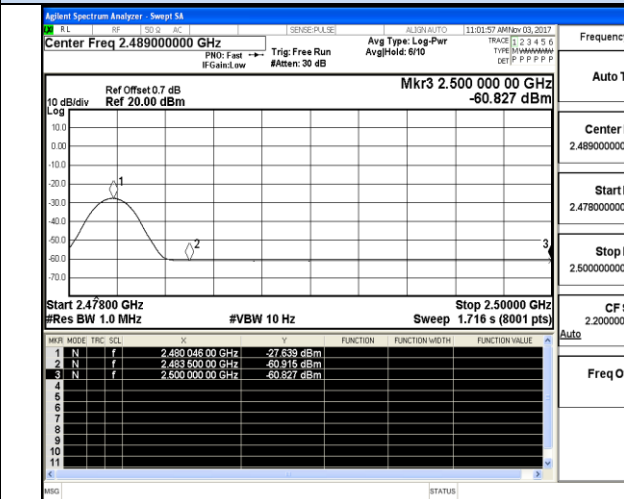 Agilent Spectrum Analyzer - Swept SA
RL RF 50 Ω AC SENSE:PULSE ALIGN AUTO 11:01:57 AM Nov 03, 2017
Center Freq 2.489000000 GHz
PNO: Fast
IFGain:Low
Trig: Free Run
#Atten: 30 dB
Avg Type: Log-Pwr
Avg|Hold: 6/10
TRACE 1 2 3 4 5 6
TYPE MWWWWW
DET P P P P P P
Ref Offset 0.7 dB
Ref 20.00 dBm
10 dB/div
Log
Mkr3 2.500 000 00 GHz
-60.827 dBm
10.0
0.00
-10.0
-20.0
-30.0
-40.0
-50.0
-60.0
-70.0
1
2
3
Start 2.47800 GHz Stop 2.50000 GHz
#Res BW 1.0 MHz #VBW 10 Hz Sweep 1.716 s (8001 pts)
MKR MODE TRC SCL X Y FUNCTION FUNCTION WIDTH FUNCTION VALUE
1 N f 2.480 046 00 GHz -27.639 dBm
2 N f 2.483 500 00 GHz -60.915 dBm
3 N f 2.500 000 00 GHz -60.827 dBm
4
5
6
7
8
9
10
11
MSG STATUS
Frequency
Auto T
Center
2.489000000
Start
2.478000000
Stop
2.500000000
CF S
2.200000
Auto
Freq O